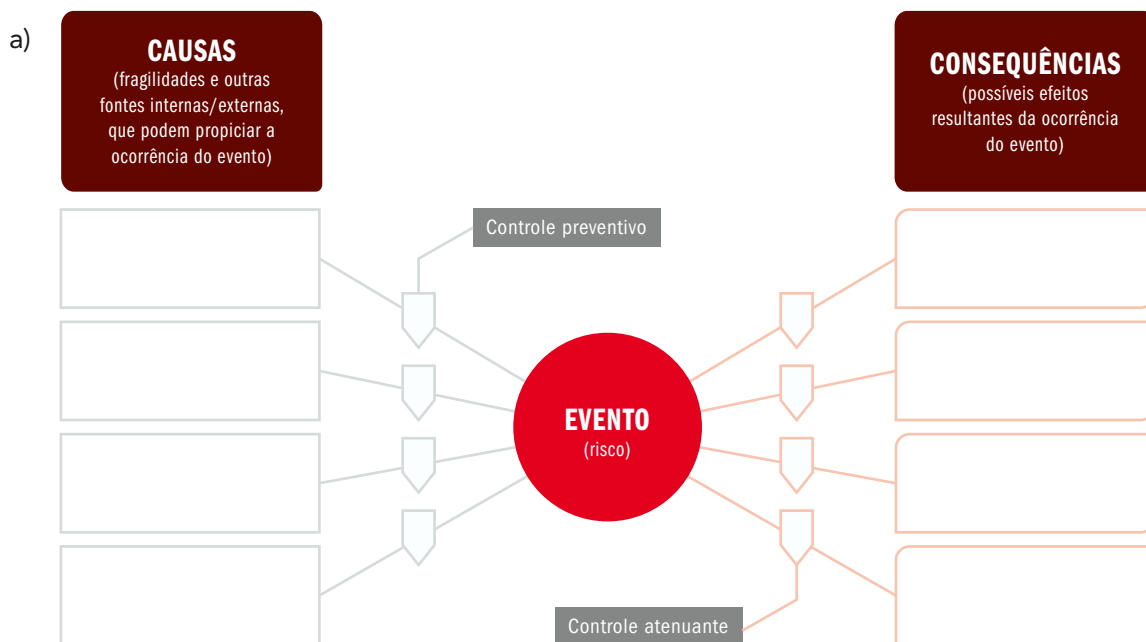 a)
CAUSAS
(fragilidades e outras
fontes internas/externas,
que podem propiciar a
ocorrência do evento)
CONSEQUÊNCIAS
(possíveis efeitos
resultantes da ocorrência
do evento)
Controle preventivo
EVENTO
(risco)
Controle atenuante